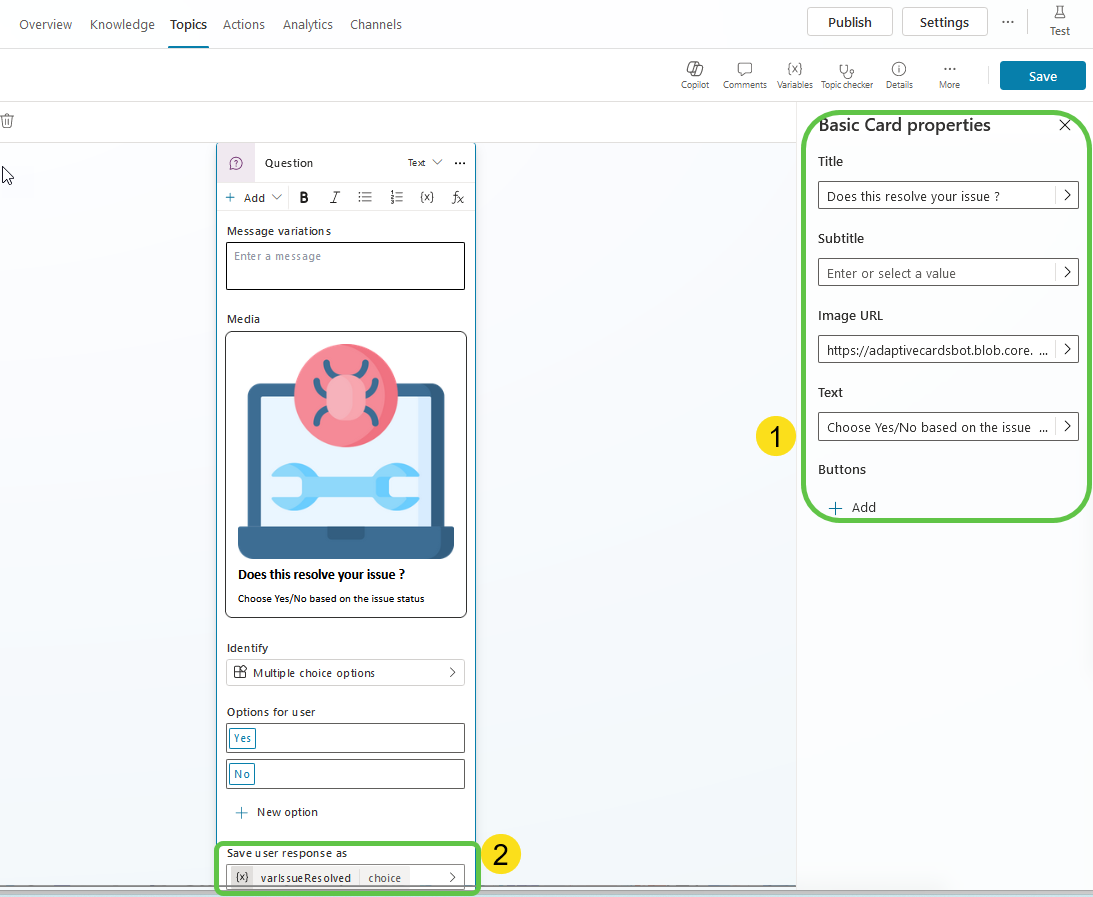 Overview Knowledge Topics Actions Analytics Channels Publish Settings ... Test
Copilot Comments Variables Topic checker Details More Save
Basic Card properties
Title
Does this resolve your issue ?
Subtitle
Enter or select a value
Image URL
https://adaptivecardsbot.blob.core. ...
Text
Choose Yes/No based on the issue ...
Buttons
+ Add
1
Question Text ...
+ Add B I {x} fx
Message variations
Enter a message
Media
Does this resolve your issue ?
Choose Yes/No based on the issue status
Identify
Multiple choice options
Options for user
Yes
No
+ New option
Save user response as
{x} varIssueResolved choice
2